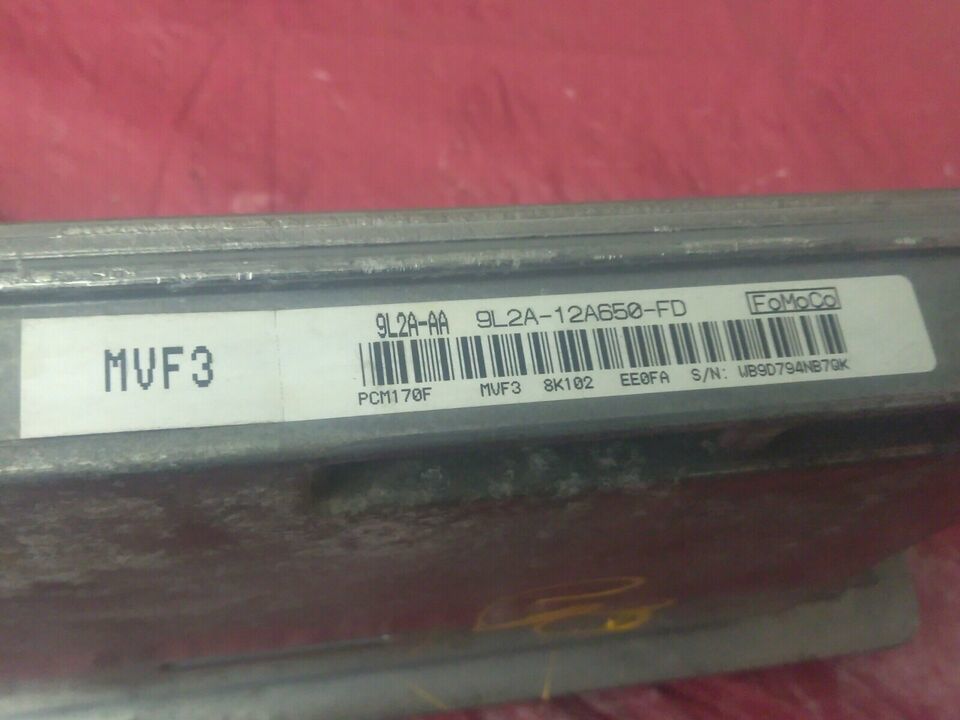 MVF3
9L2A-AA 9L2A-12A650-FD FoMoCo
PCM170F MVF3 8K102 EE0FA S/N: WB9D794NB7QK